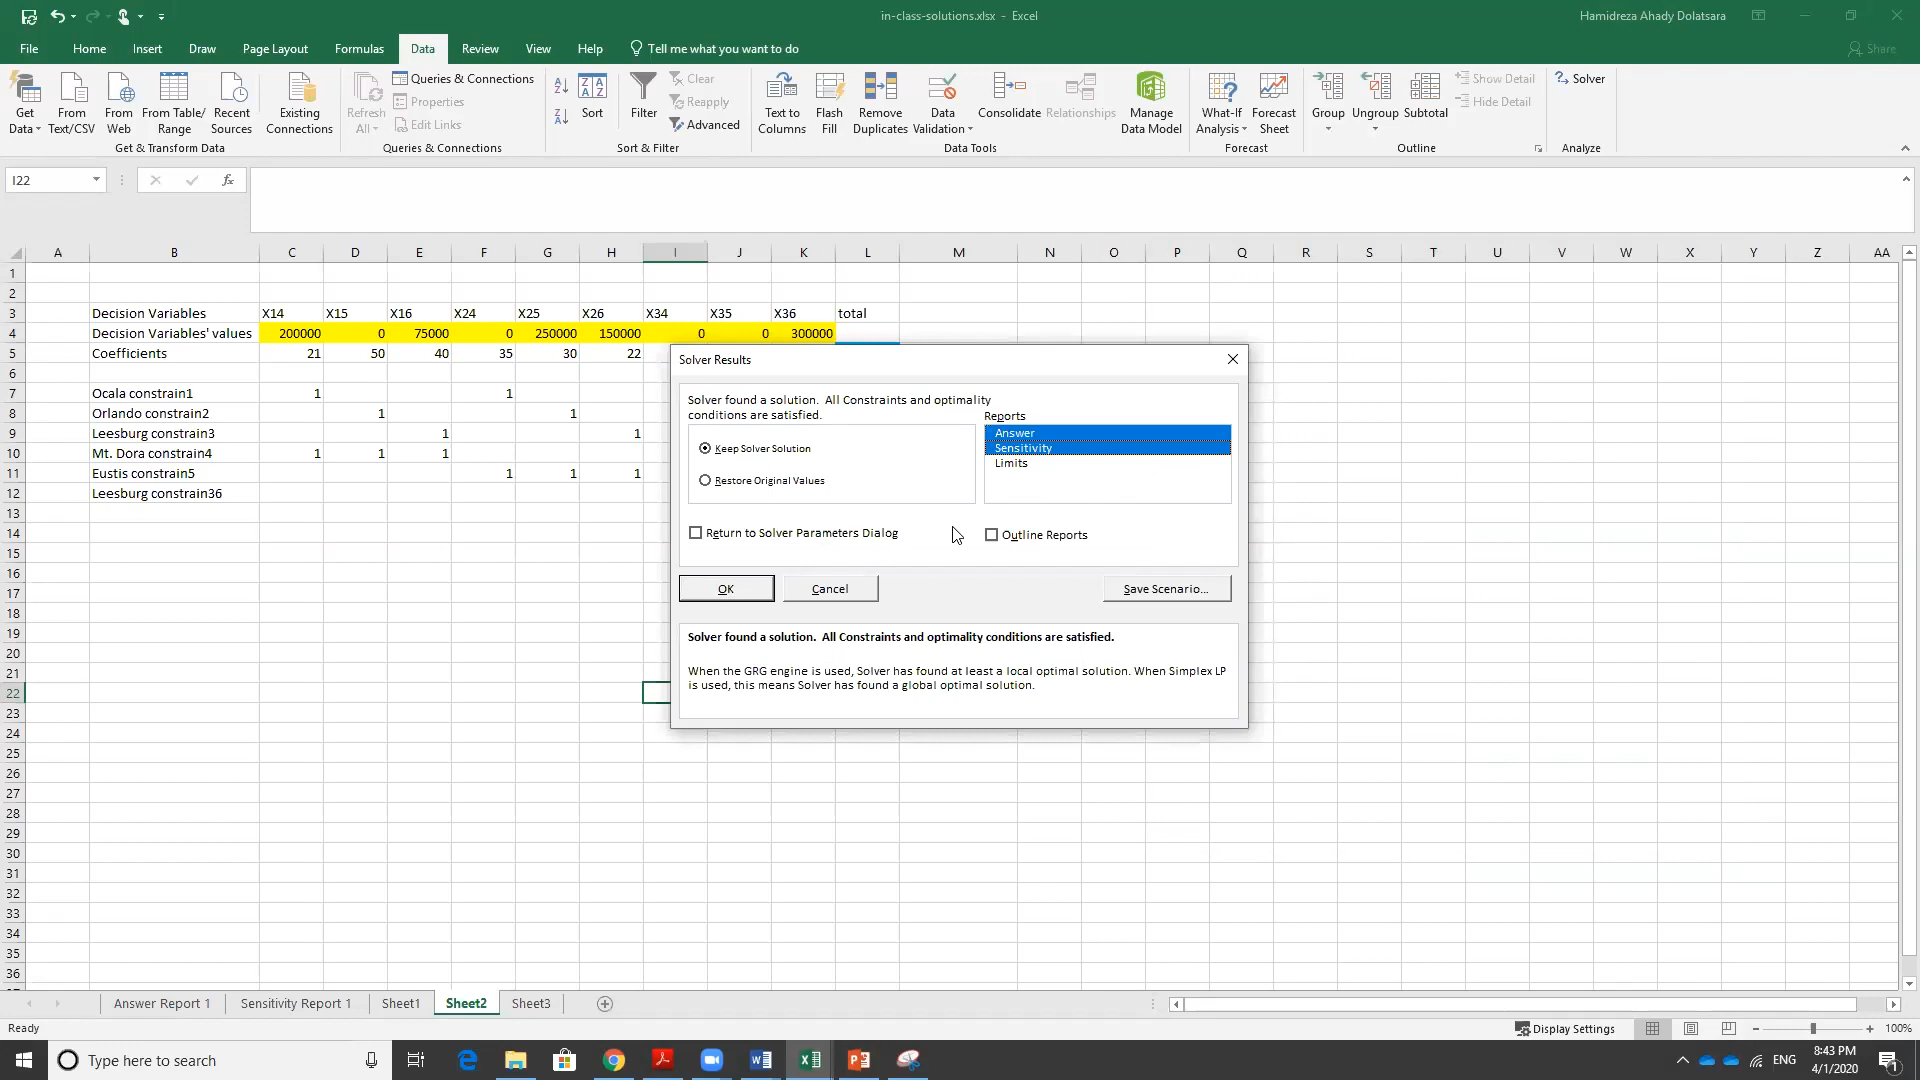 in-class-solutions.xlsx - Excel
Hamidreza Ahady Dolatsara
File Home Insert Draw Page Layout Formulas Data Review View Help Tell me what you want to do Share
Get Data
From Text/CSV
From Web
From Table/ Range
Recent Sources
Existing Connections
Get & Transform Data
Refresh All
Queries & Connections
Properties
Edit Links
Queries & Connections
Sort
Filter
Clear
Reapply
Advanced
Sort & Filter
Text to Columns
Flash Fill
Remove Duplicates
Data Validation
Consolidate
Relationships
Manage Data Model
Data Tools
What-If Analysis
Forecast Sheet
Forecast
Group
Ungroup
Subtotal
Show Detail
Hide Detail
Outline
Solver
Analyze
I22
fx
A B C D E F G H I J K L M N O P Q R S T U V W X Y Z AA
1
2
3 Decision Variables X14 X15 X16 X24 X25 X26 X34 X35 X36 total
4 Decision Variables' values 200000 0 75000 0 250000 150000 0 0 300000
5 Coefficients 21 50 40 35 30 22
6
7 Ocala constrain1 1 1
8 Orlando constrain2 1 1
9 Leesburg constrain3 1 1
10 Mt. Dora constrain4 1 1 1
11 Eustis constrain5 1 1 1
12 Leesburg constrain36
13
14
15
16
17
18
19
20
21
22
23
24
25
26
27
28
29
30
31
32
33
34
35
36
Solver Results
Solver found a solution. All Constraints and optimality
conditions are satisfied.
Keep Solver Solution
Restore Original Values
Reports
Answer
Sensitivity
Limits
Return to Solver Parameters Dialog
Outline Reports
OK Cancel Save Scenario...
Solver found a solution. All Constraints and optimality conditions are satisfied.
When the GRG engine is used, Solver has found at least a local optimal solution. When Simplex LP
is used, this means Solver has found a global optimal solution.
Answer Report 1 Sensitivity Report 1 Sheet1 Sheet2 Sheet3
Ready
Display Settings
100%
Type here to search
ENG
8:43 PM
4/1/2020
1